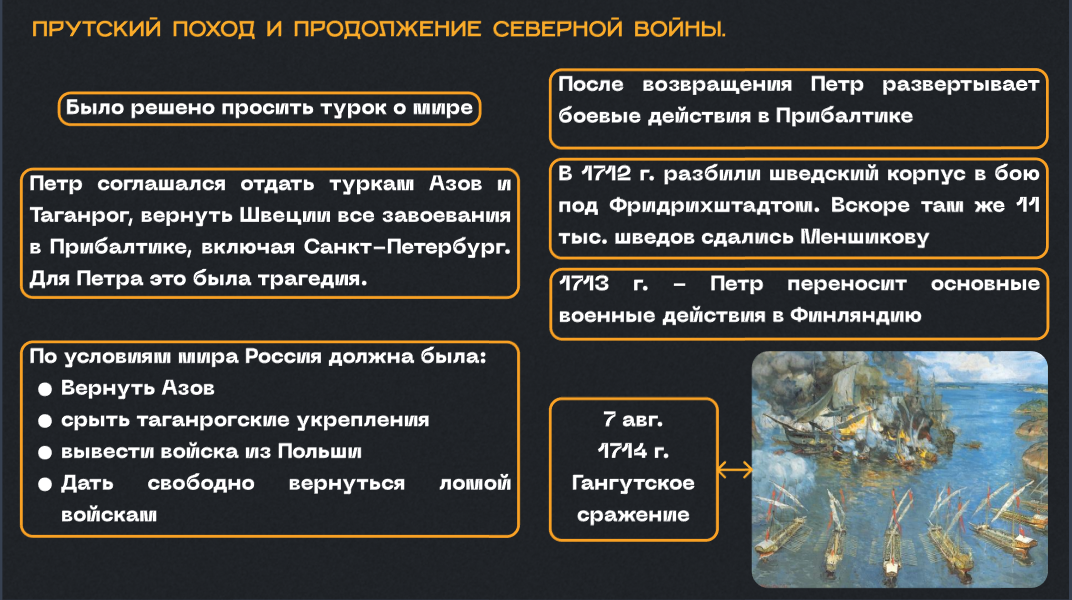 ПРУТСКИЙ ПОХОД И ПРОДОЛЖЕНИЕ СЕВЕРНОЙ ВОЙНЫ.
Было решено просить турок о мире
Петр соглашался отдать туркам Азов и
Таганрог, вернуть Швеции все завоевания
в Прибалтике, включая Санкт-Петербург.
Для Петра это была трагедия.
По условиям мира Россия должна была:
● Вернуть Азов
● срыть таганрогские укрепления
● вывести войска из Польши
● Дать свободно вернуться ломой
войскам
После возвращения Петр развертывает
боевые действия в Прибалтике
В 1712 г. разбили шведский корпус в бою
под Фридрихштадтом. Вскоре там же 11
тыс. шведов сдались Меншикову
1713 г. – Петр переносит основные
военные действия в Финляндию
7 авг.
1714 г.
Гангутское
сражение